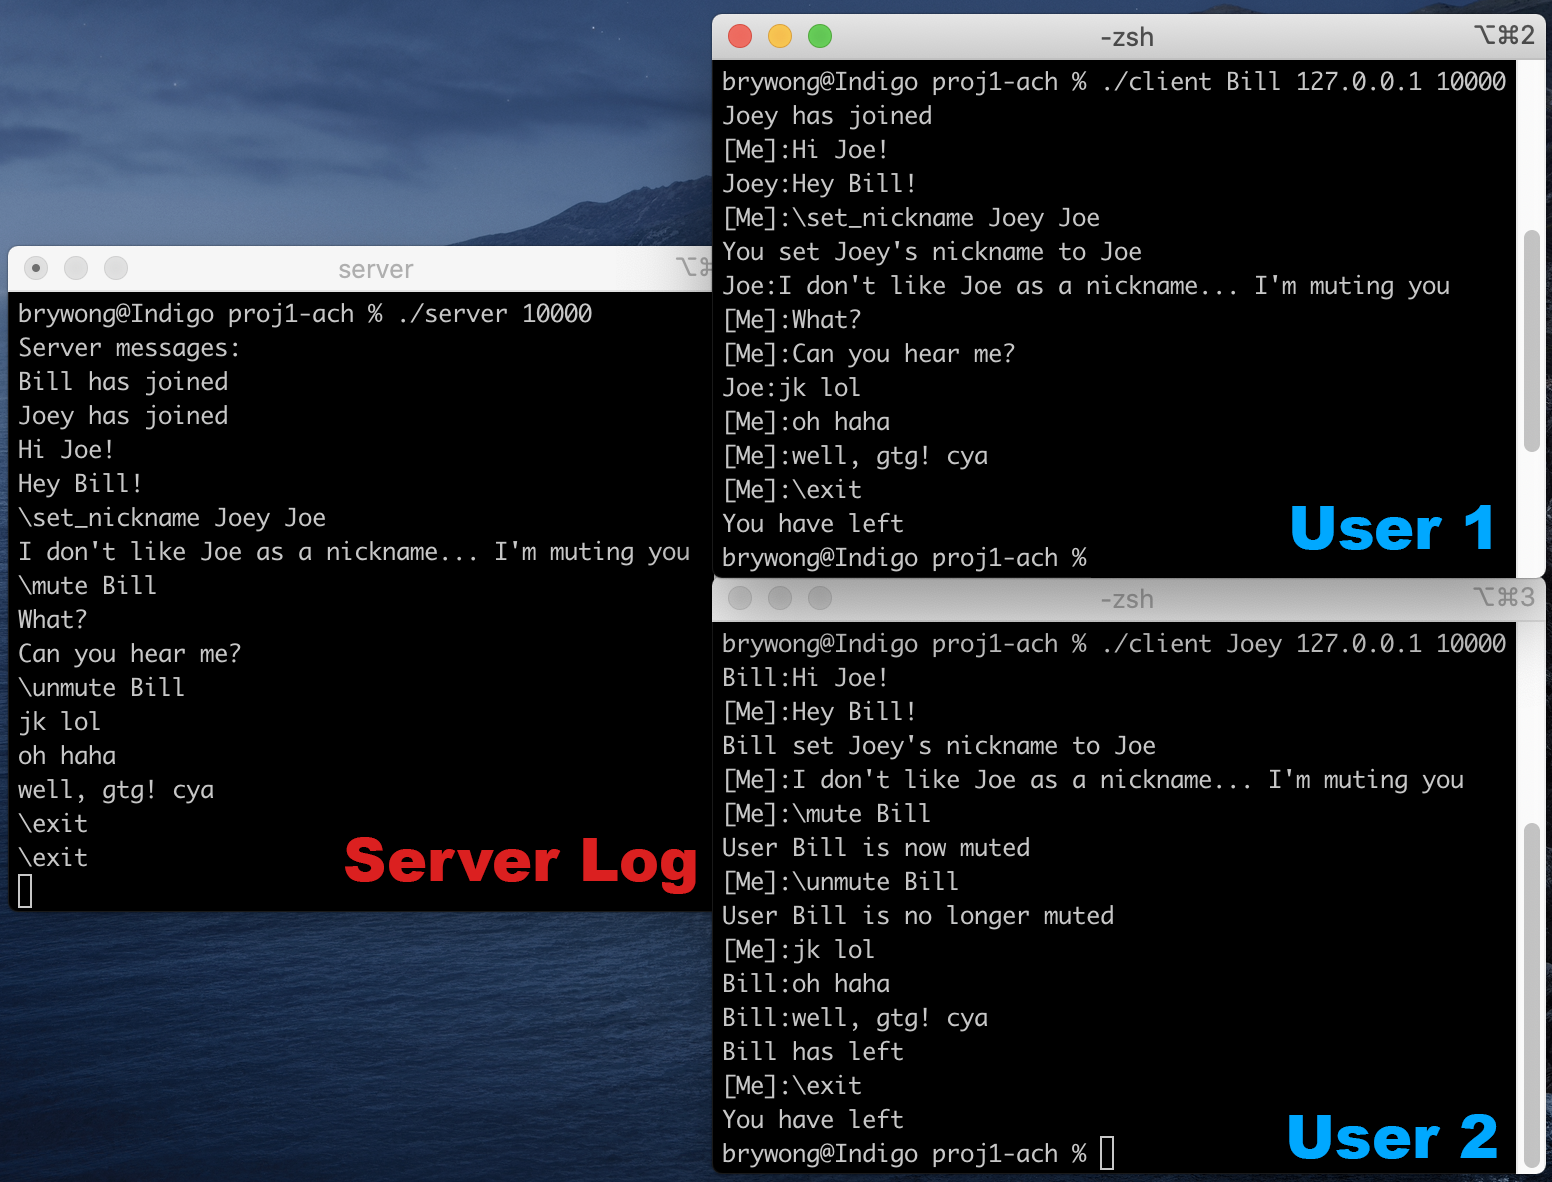 server
⌥⌘
brywong@Indigo proj1-ach % ./server 10000
Server messages:
Bill has joined
Joey has joined
Hi Joe!
Hey Bill!
\set_nickname Joey Joe
I don't like Joe as a nickname... I'm muting you
\mute Bill
What?
Can you hear me?
\unmute Bill
jk lol
oh haha
well, gtg! cya
\exit
\exit
Server Log
-zsh ⌥⌘2
brywong@Indigo proj1-ach % ./client Bill 127.0.0.1 10000
Joey has joined
[Me]:Hi Joe!
Joey:Hey Bill!
[Me]:\set_nickname Joey Joe
You set Joey's nickname to Joe
Joe:I don't like Joe as a nickname... I'm muting you
[Me]:What?
[Me]:Can you hear me?
Joe:jk lol
[Me]:oh haha
[Me]:well, gtg! cya
[Me]:\exit
You have left
brywong@Indigo proj1-ach %
User 1
-zsh ⌥⌘3
brywong@Indigo proj1-ach % ./client Joey 127.0.0.1 10000
Bill:Hi Joe!
[Me]:Hey Bill!
Bill set Joey's nickname to Joe
[Me]:I don't like Joe as a nickname... I'm muting you
[Me]:\mute Bill
User Bill is now muted
[Me]:\unmute Bill
User Bill is no longer muted
[Me]:jk lol
Bill:oh haha
Bill:well, gtg! cya
Bill has left
[Me]:\exit
You have left
brywong@Indigo proj1-ach %
User 2